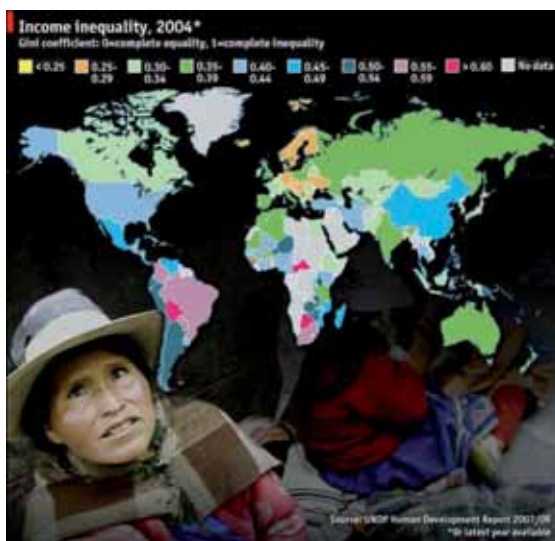 Income inequality, 2004*
Gini coefficient: 0=complete equality, 1=complete inequality
<0.25 0.25-0.29 0.30-0.34 0.35-0.39 0.40-0.44 0.45-0.49 0.50-0.54 0.55-0.59 >0.60 No data
Source: UNDP Human Development Report 2007/08
*Or latest year available